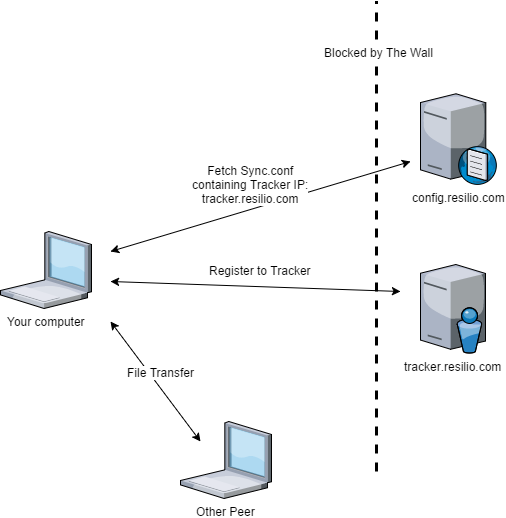 Blocked by The Wall
Fetch Sync.conf
containing Tracker IP:
tracker.resilio.com
config.resilio.com
Register to Tracker
Your computer
tracker.resilio.com
File Transfer
Other Peer